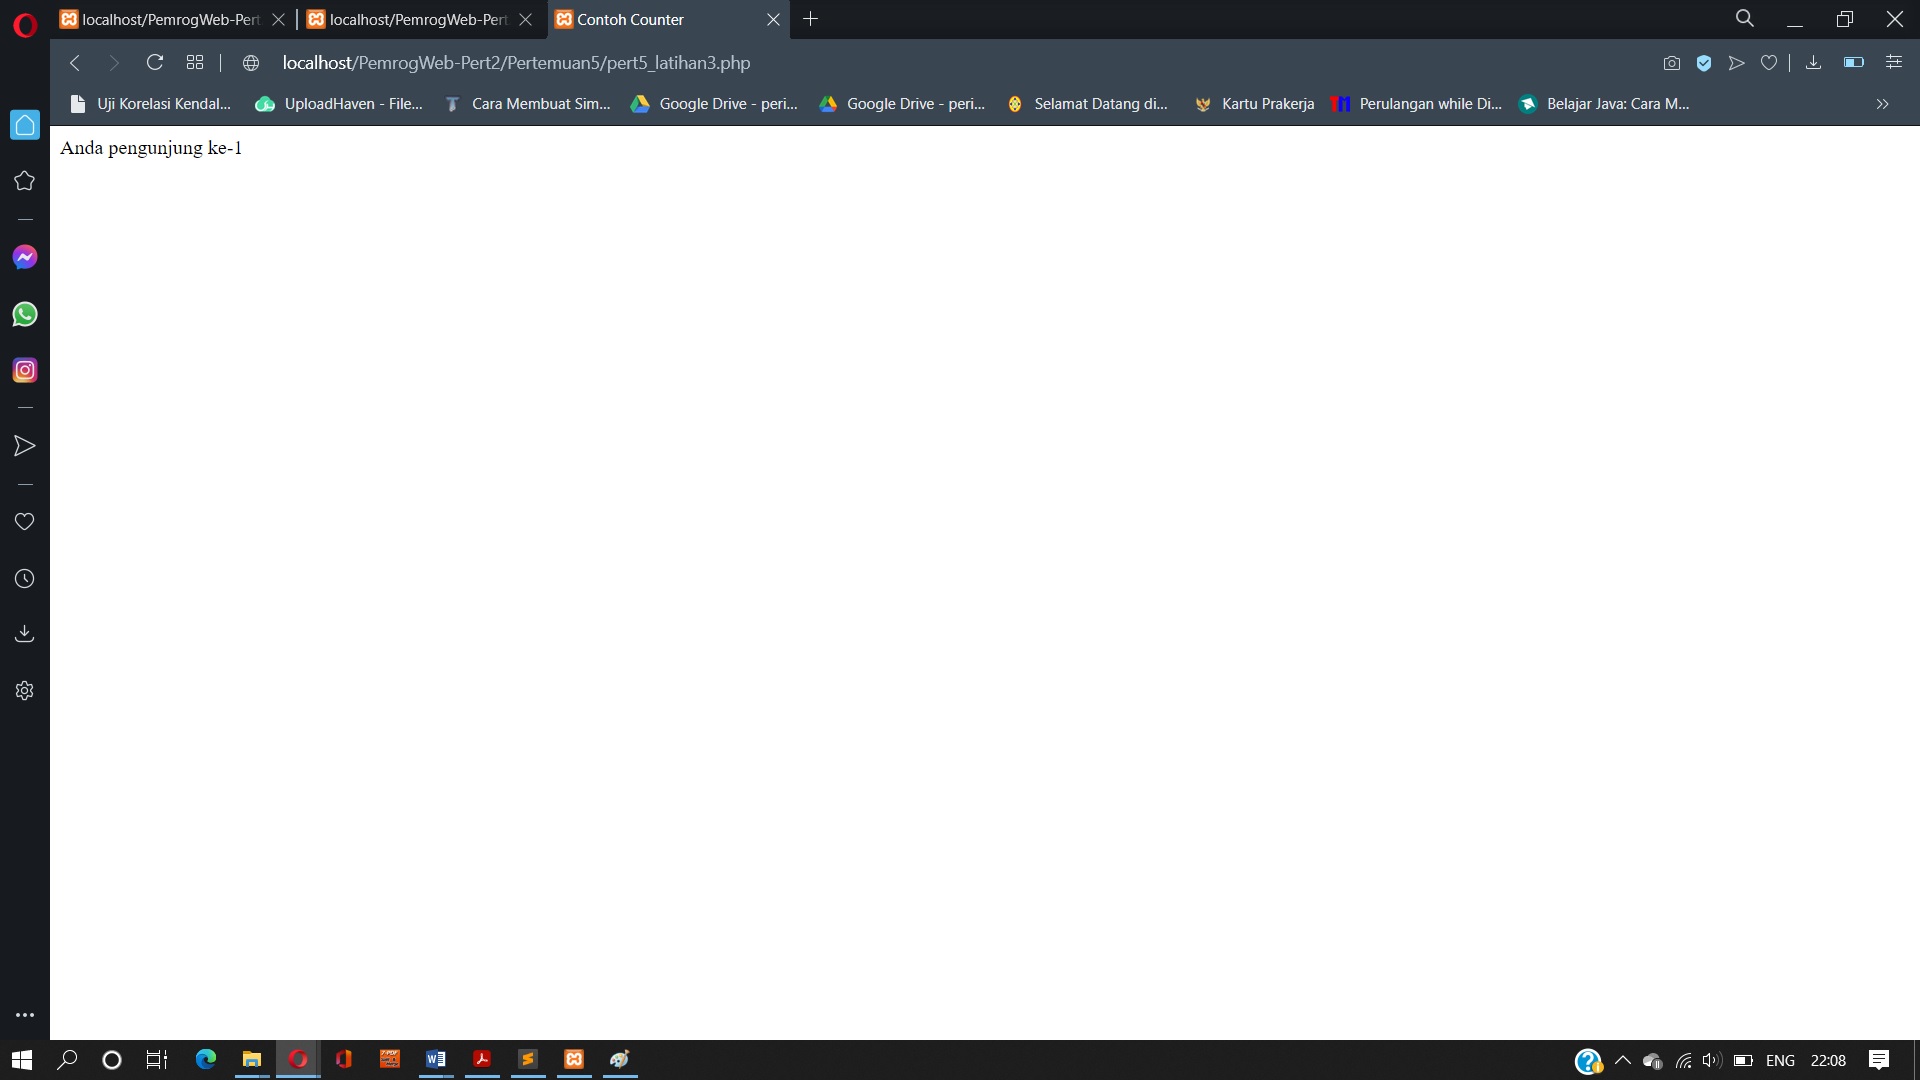 localhost/PemrogWeb-Pert
localhost/PemrogWeb-Pert
Contoh Counter
localhost/PemrogWeb-Pert2/Pertemuan5/pert5_latihan3.php
Uji Korelasi Kendal...
UploadHaven - File...
Cara Membuat Sim...
Google Drive - peri...
Google Drive - peri...
Selamat Datang di...
Kartu Prakerja
TM
Perulangan while Di...
Belajar Java: Cara M...
Anda pengunjung ke-1
ENG
22:08